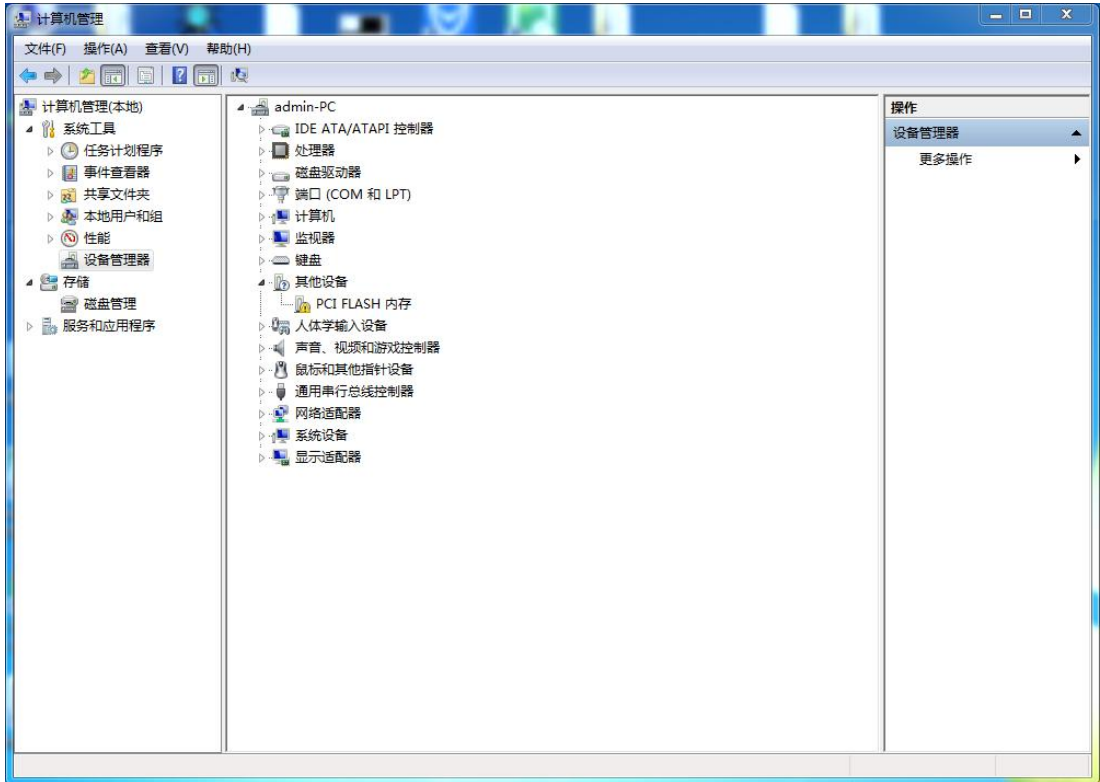 计算机管理
文件(F) 操作(A) 查看(V) 帮助(H)
计算机管理(本地)
系统工具
任务计划程序
事件查看器
共享文件夹
本地用户和组
性能
设备管理器
存储
磁盘管理
服务和应用程序
admin-PC
IDE ATA/ATAPI 控制器
处理器
磁盘驱动器
端口 (COM 和 LPT)
计算机
监视器
键盘
其他设备
PCI FLASH 内存
人体学输入设备
声音、视频和游戏控制器
鼠标和其他指针设备
通用串行总线控制器
网络适配器
系统设备
显示适配器
操作
设备管理器
更多操作